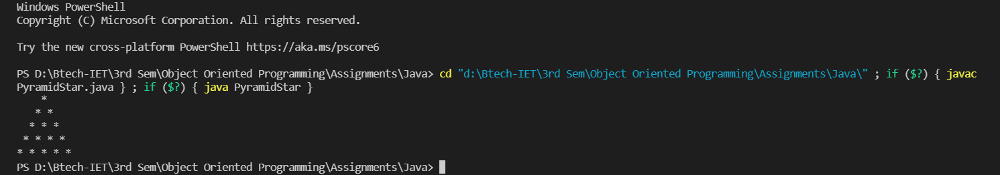 Windows PowerShell
Copyright (C) Microsoft Corporation. All rights reserved.

Try the new cross-platform PowerShell https://aka.ms/pscore6

PS D:\Btech-IET\3rd Sem\Object Oriented Programming\Assignments\Java> cd "d:\Btech-IET\3rd Sem\Object Oriented Programming\Assignments\Java\" ; if ($?) { javac
PyramidStar.java } ; if ($?) { java PyramidStar }
    *
   * *
  * * *
 * * * *
* * * * *
PS D:\Btech-IET\3rd Sem\Object Oriented Programming\Assignments\Java>